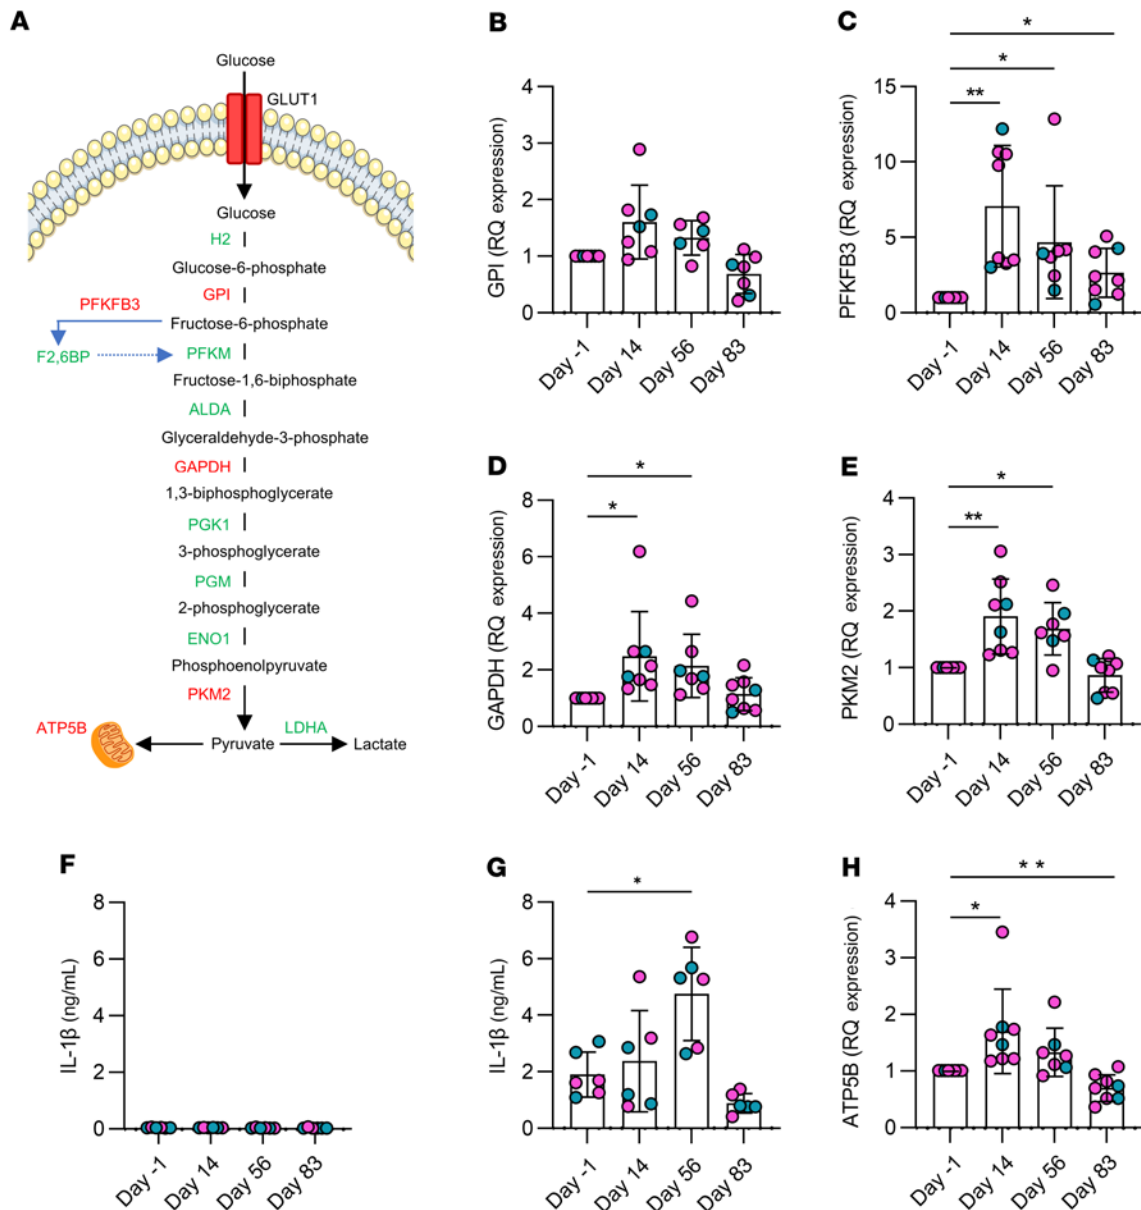 A
Glucose
GLUT1
Glucose
H2
Glucose-6-phosphate
GPI
PFKFB3
Fructose-6-phosphate
F2,6BP
PFKM
Fructose-1,6-biphosphate
ALDA
Glyceraldehyde-3-phosphate
GAPDH
1,3-biphosphoglycerate
PGK1
3-phosphoglycerate
PGM
2-phosphoglycerate
ENO1
Phosphoenolpyruvate
PKM2
ATP5B
LDHA
Pyruvate
Lactate
B
GPI (RQ expression)
4
3
2
1
0
Day -1
Day 14
Day 56
Day 83
C
*
*
**
PFKFB3 (RQ expression)
15
10
5
0
Day -1
Day 14
Day 56
Day 83
D
*
*
GAPDH (RQ expression)
8
6
4
2
0
Day -1
Day 14
Day 56
Day 83
E
*
**
PKM2 (RQ expression)
4
3
2
1
0
Day -1
Day 14
Day 56
Day 83
F
IL-1β (ng/mL)
8
6
4
2
0
Day -1
Day 14
Day 56
Day 83
G
*
IL-1β (ng/mL)
8
6
4
2
0
Day -1
Day 14
Day 56
Day 83
H
* *
*
ATP5B (RQ expression)
4
3
2
1
0
Day -1
Day 14
Day 56
Day 83